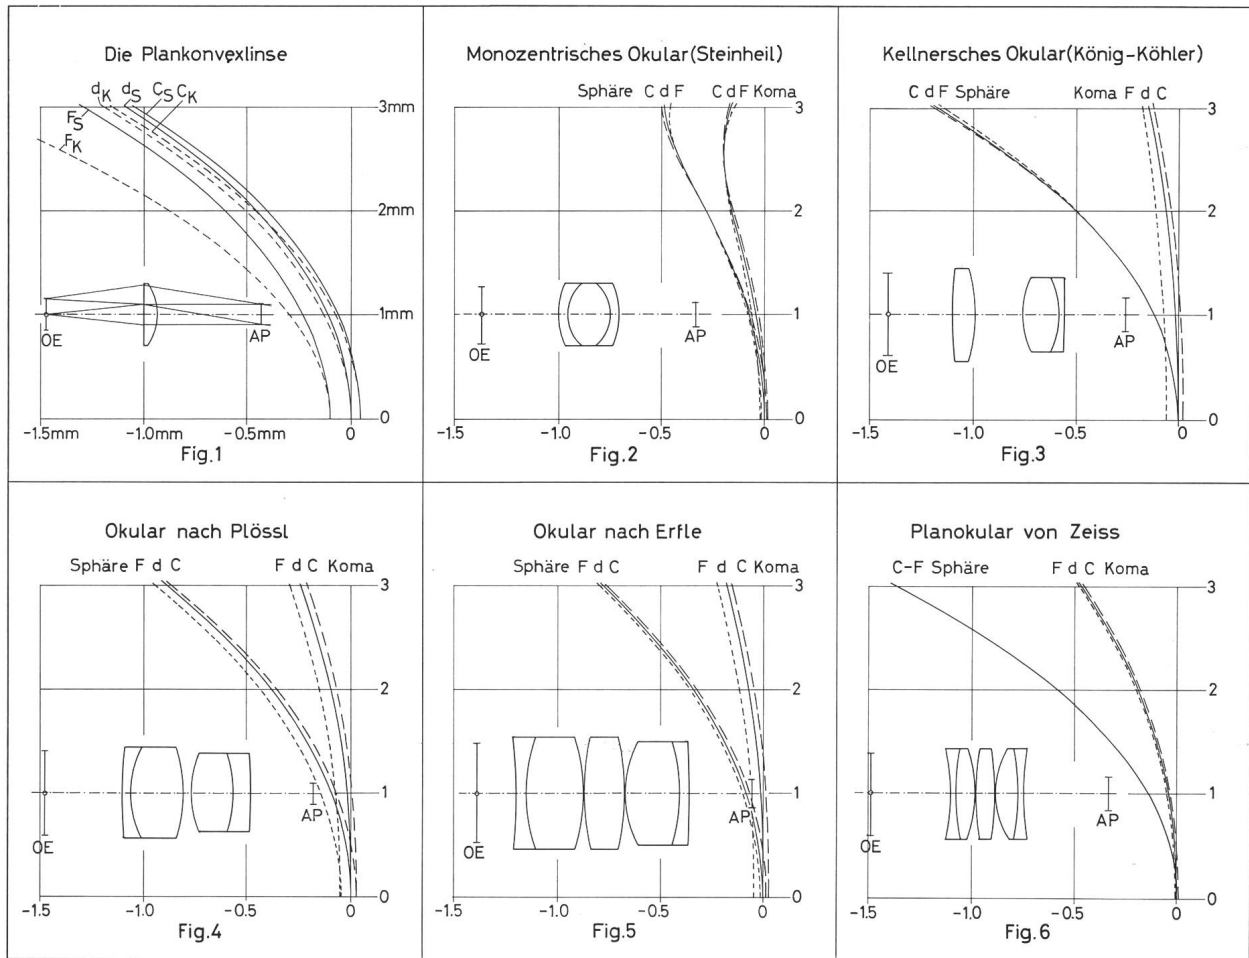 Die Plankonvexlinse
dK dS CS CK
FS
FK
3mm
2mm
1mm
0
OE
AP
-1.5mm -1.0mm -0.5mm 0
Fig.1
Monozentrisches Okular(Steinheil)
Sphäre C d F C d F Koma
3
2
1
0
OE
AP
-1.5 -1.0 -0.5 0
Fig.2
Kellnersches Okular(König-Köhler)
C d F Sphäre Koma F d C
3
2
1
0
OE
AP
-1.5 -1.0 -0.5 0
Fig.3
Okular nach Plössl
Sphäre F d C F d C Koma
3
2
1
0
OE
AP
-1.5 -1.0 -0.5 0
Fig.4
Okular nach Erfle
Sphäre F d C F d C Koma
3
2
1
0
OE
AP
-1.5 -1.0 -0.5 0
Fig.5
Planokular von Zeiss
C-F Sphäre F d C Koma
3
2
1
0
OE
AP
-1.5 -1.0 -0.5 0
Fig.6